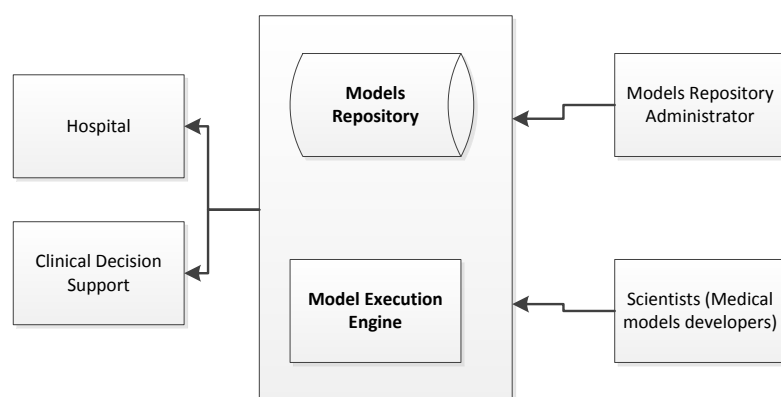 Hospital
Clinical Decision
Support
Models
Repository
Model Execution
Engine
Models Repository
Administrator
Scientists (Medical
models developers)